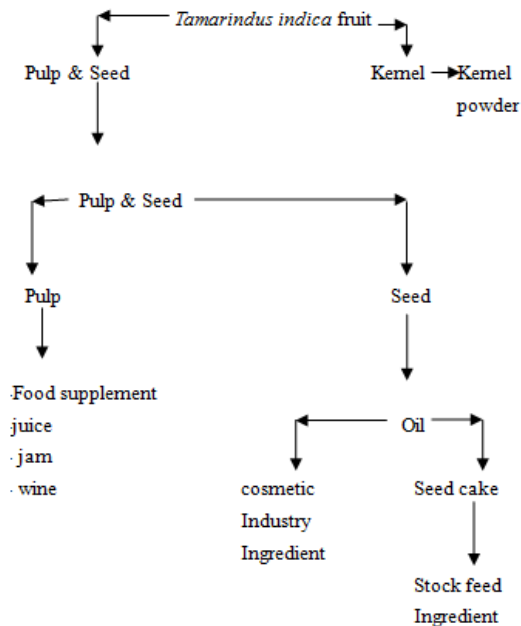 Tamarindus indica fruit
Pulp & Seed
Kernel
Kernel
powder
Pulp & Seed
Pulp
Seed
·Food supplement
juice
· jam
· wine
Oil
cosmetic
Industry
Ingredient
Seed cake
Stock feed
Ingredient